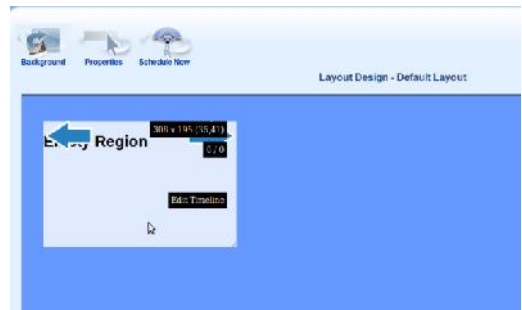 Background Properties Schedule Now
Layout Design - Default Layout
308 x 195 (35,41)
Region
0 / 0
Edit Timeline